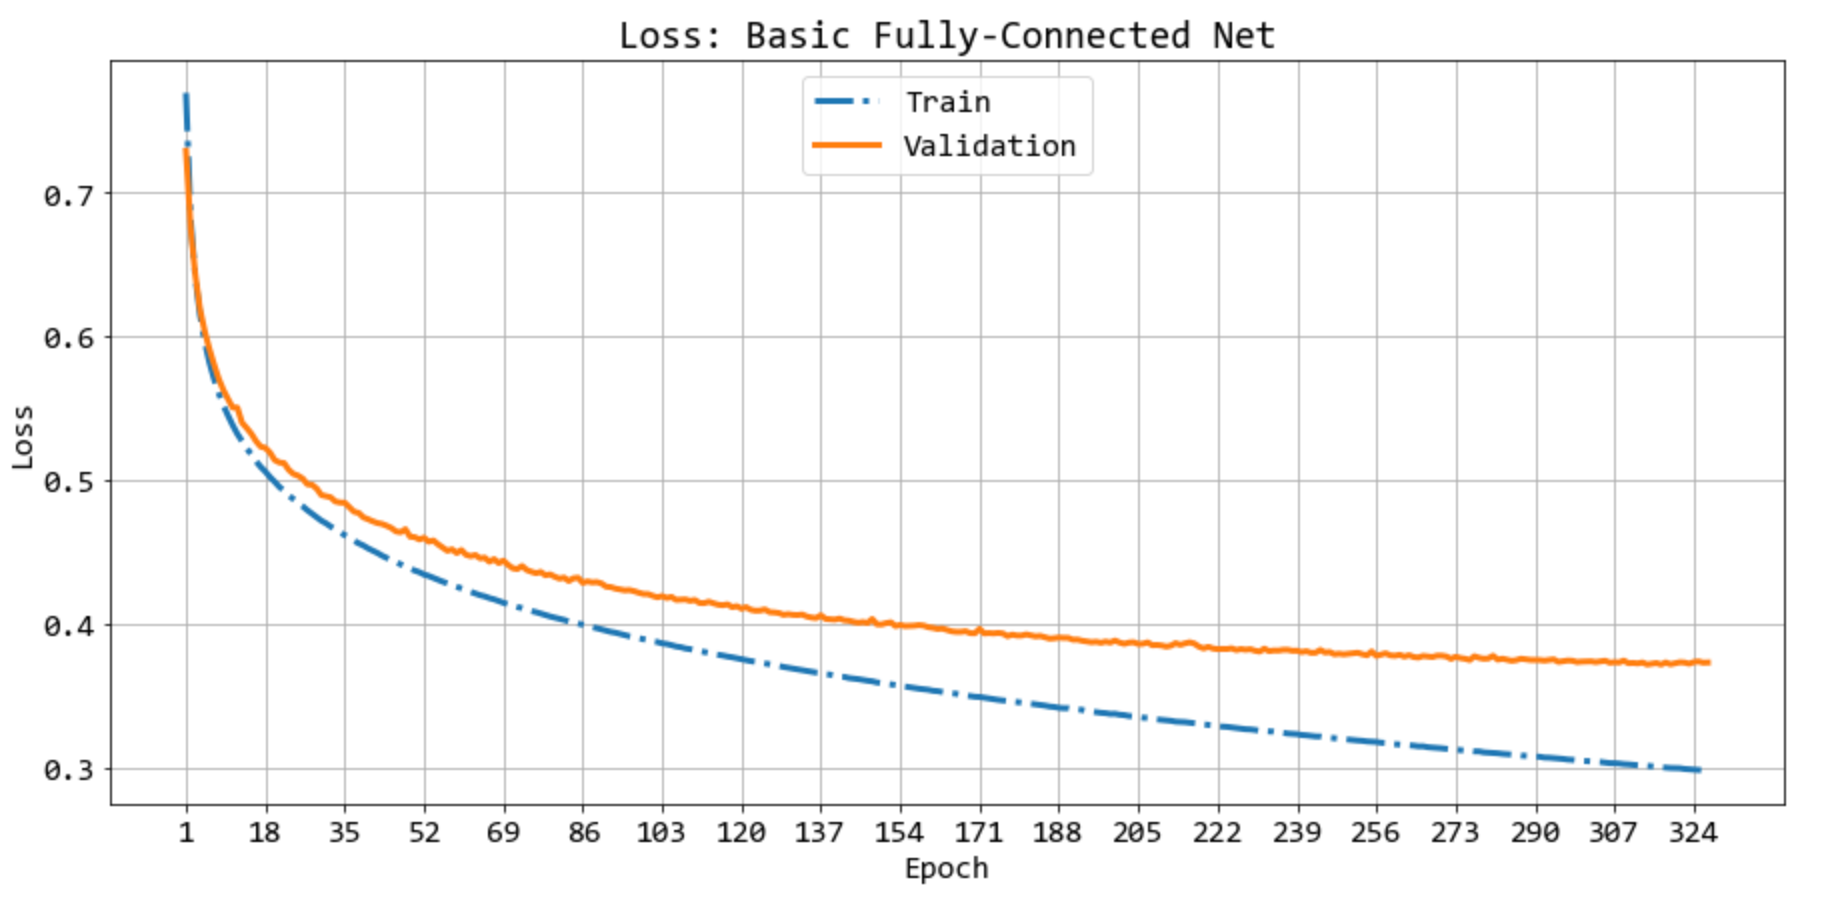 Loss: Basic Fully-Connected Net
Train
Validation
0.7
0.6
0.5
0.4
0.3
Loss
1 18 35 52 69 86 103 120 137 154 171 188 205 222 239 256 273 290 307 324
Epoch